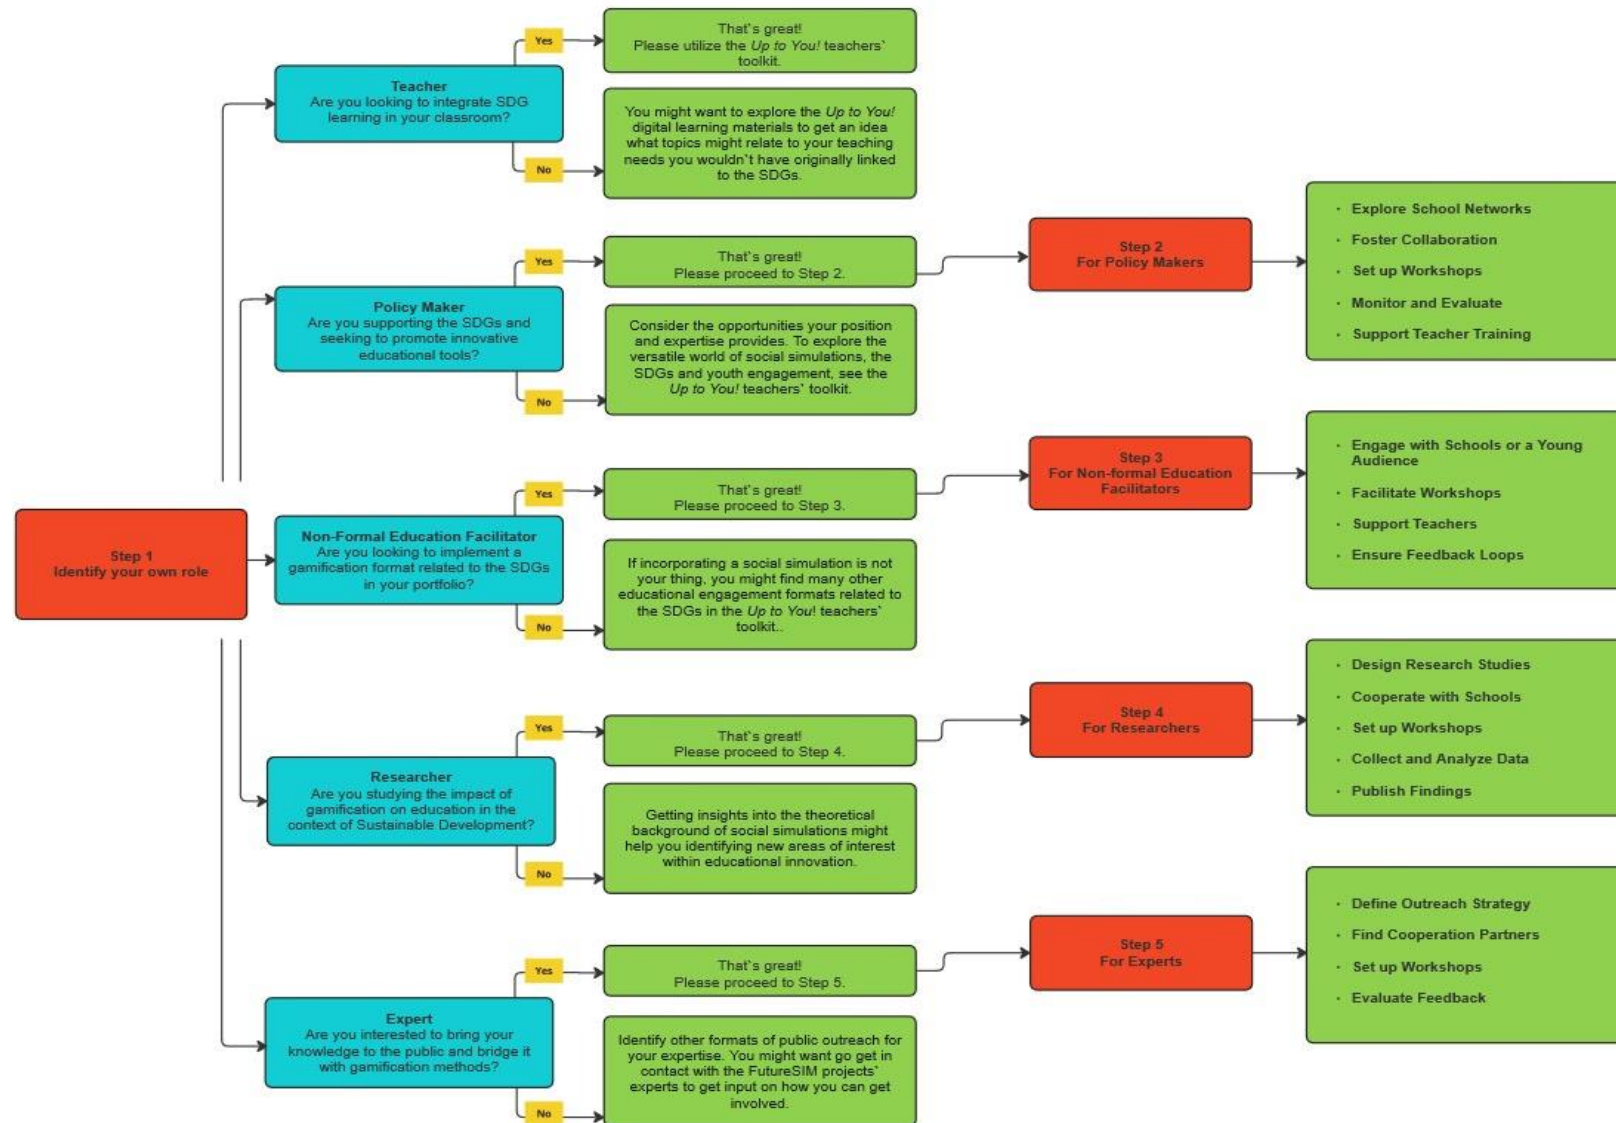 Step 1
Identify your own role
Teacher
Are you looking to integrate SDG
learning in your classroom?
Yes
That`s great!
Please utilize the Up to You! teachers`
toolkit.
No
You might want to explore the Up to You!
digital learning materials to get an idea
what topics might relate to your teaching
needs you wouldn`t have originally linked
to the SDGs.
Policy Maker
Are you supporting the SDGs and
seeking to promote innovative
educational tools?
Yes
That`s great!
Please proceed to Step 2.
No
Consider the opportunities your position
and expertise provides. To explore the
versatile world of social simulations, the
SDGs and youth engagement, see the
Up to You! teachers` toolkit.
Step 2
For Policy Makers
· Explore School Networks
· Foster Collaboration
· Set up Workshops
· Monitor and Evaluate
· Support Teacher Training
Non-Formal Education Facilitator
Are you looking to implement a
gamification format related to the SDGs
in your portfolio?
Yes
That`s great!
Please proceed to Step 3.
No
If incorporating a social simulation is not
your thing, you might find many other
educational engagement formats related to
the SDGs in the Up to You! teachers`
toolkit..
Step 3
For Non-formal Education
Facilitators
· Engage with Schools or a Young
Audience
· Facilitate Workshops
· Support Teachers
· Ensure Feedback Loops
Researcher
Are you studying the impact of
gamification on education in the
context of Sustainable Development?
Yes
That`s great!
Please proceed to Step 4.
No
Getting insights into the theoretical
background of social simulations might
help you identifying new areas of interest
within educational innovation.
Step 4
For Researchers
· Design Research Studies
· Cooperate with Schools
· Set up Workshops
· Collect and Analyze Data
· Publish Findings
Expert
Are you interested to bring your
knowledge to the public and bridge it
with gamification methods?
Yes
That`s great!
Please proceed to Step 5.
No
Identify other formats of public outreach for
your expertise. You might want go get in
contact with the FutureSIM projects`
experts to get input on how you can get
involved.
Step 5
For Experts
· Define Outreach Strategy
· Find Cooperation Partners
· Set up Workshops
· Evaluate Feedback